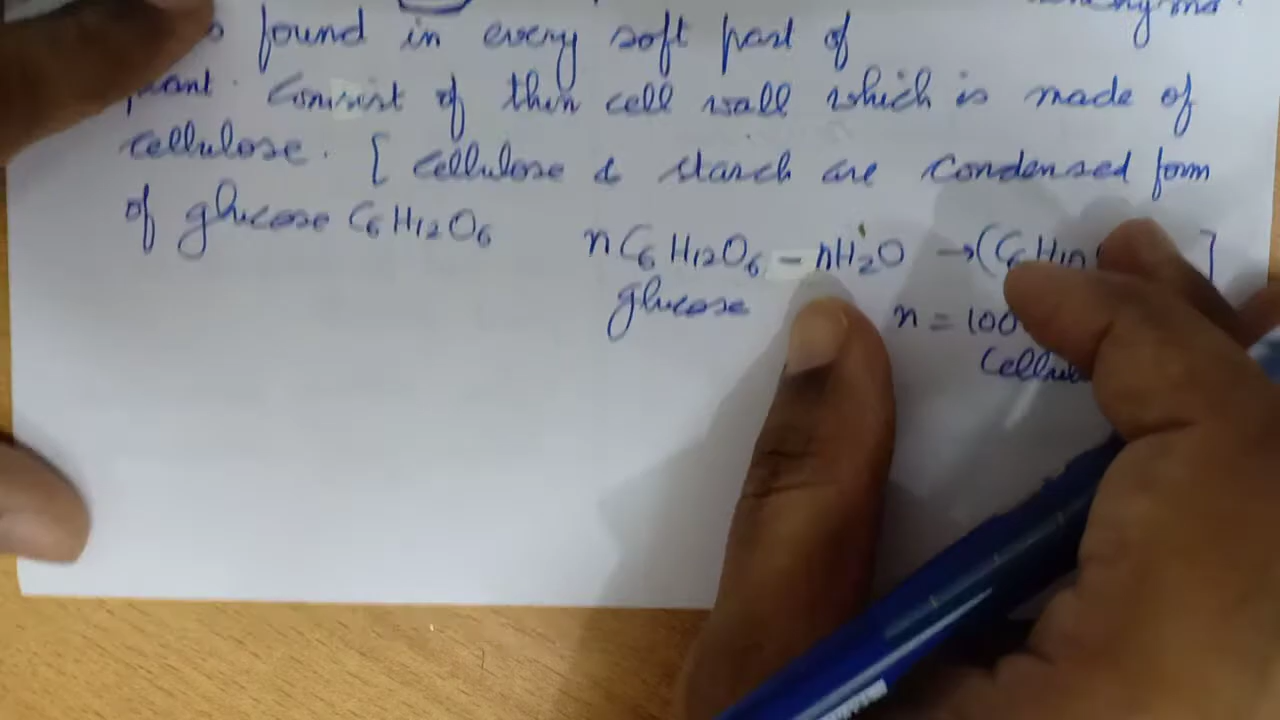 found in every soft part of
Consist of thin cell wall which is made of
cellulose. [ cellulose & starch are condensed form
of glucose C6H12O6 nC6H12O6 - nH2O → (C6H10 ]
glucose n = 100